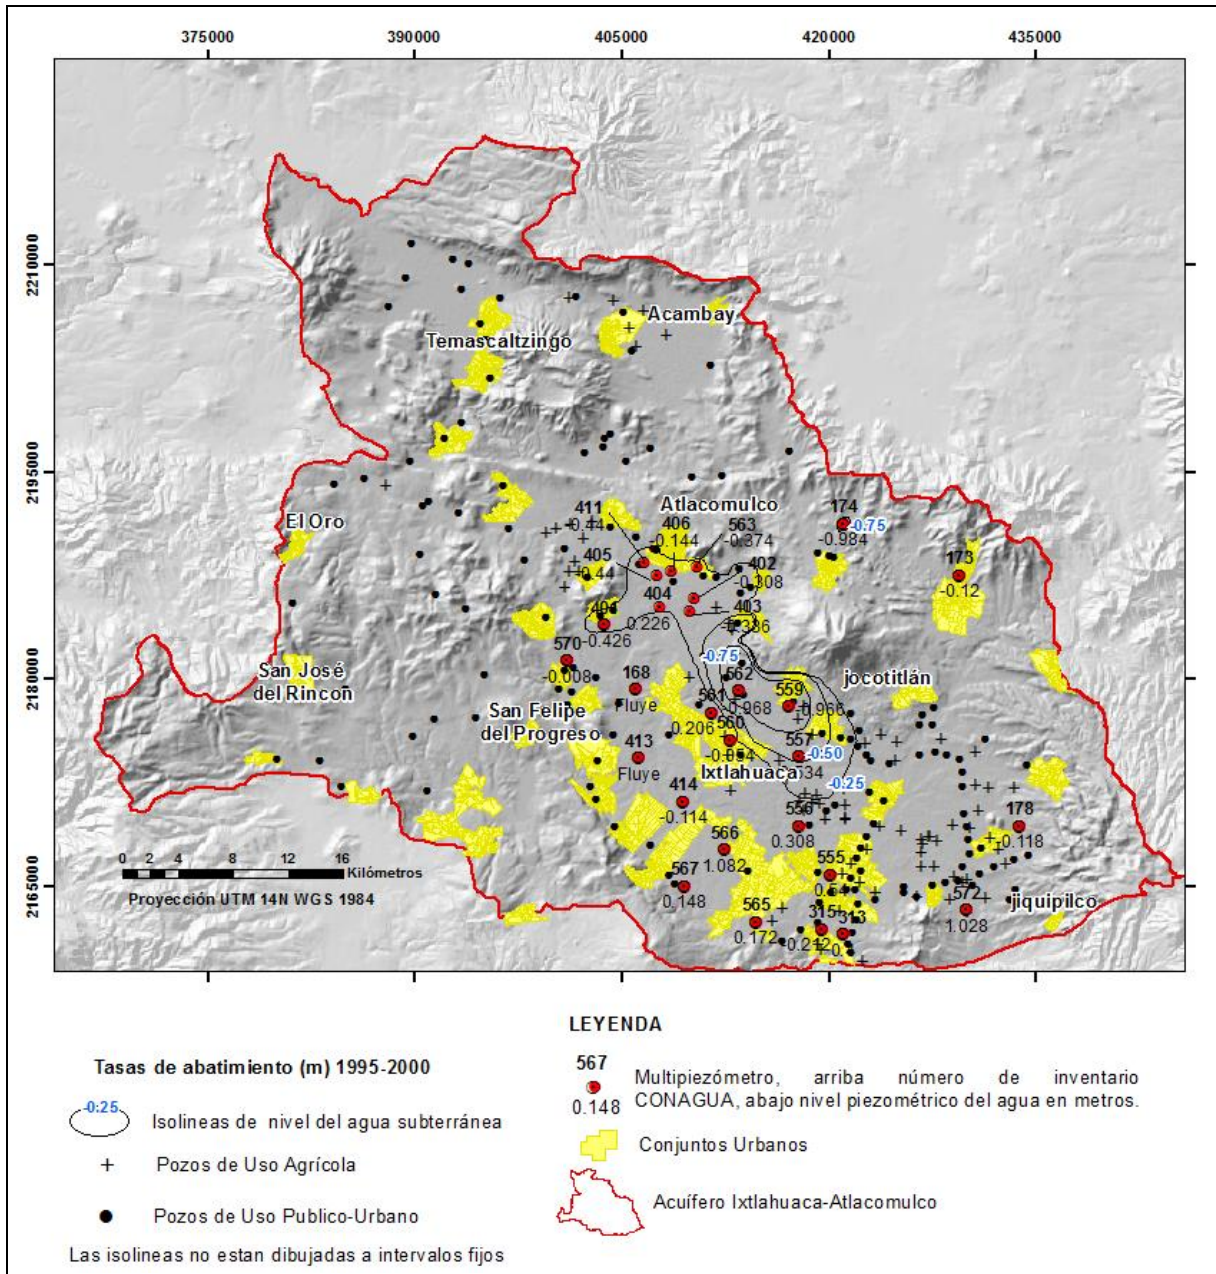 375000 390000 405000 420000 435000
2210000
2195000
2180000
2165000
Acambay
Temascaltzingo
Atlacomulco
El Oro
411
-0.44
406
-0.144
563
-0.374
174
-0.75
-0.984
405
-0.44
402
-0.308
173
-0.12
404
0.226
403
-0.426
570
-0.008
168
Fluye
-0.75
562
-0.968
559
-0.966
jocotitlán
San José
del Rincon
San Felipe
del Progreso
561
0.206
560
-0.094
557
-0.50
-0.25
Ixtlahuaca
413
Fluye
414
-0.114
556
0.308
178
-0.118
566
1.082
567
0.148
555
0.54
572
1.028
jiquipilco
565
0.172
315
-0.212
313
0 2 4 8 12 16
Kilómetros
Proyección UTM 14N WGS 1984
LEYENDA
Tasas de abatimiento (m) 1995-2000
-0.25
Isolineas de nivel del agua subterránea
Pozos de Uso Agrícola
Pozos de Uso Publico-Urbano
Las isolineas no estan dibujadas a intervalos fijos
567
0.148
Multipiezómetro, arriba número de inventario
CONAGUA, abajo nivel piezométrico del agua en metros.
Conjuntos Urbanos
Acuífero Ixtlahuaca-Atlacomulco